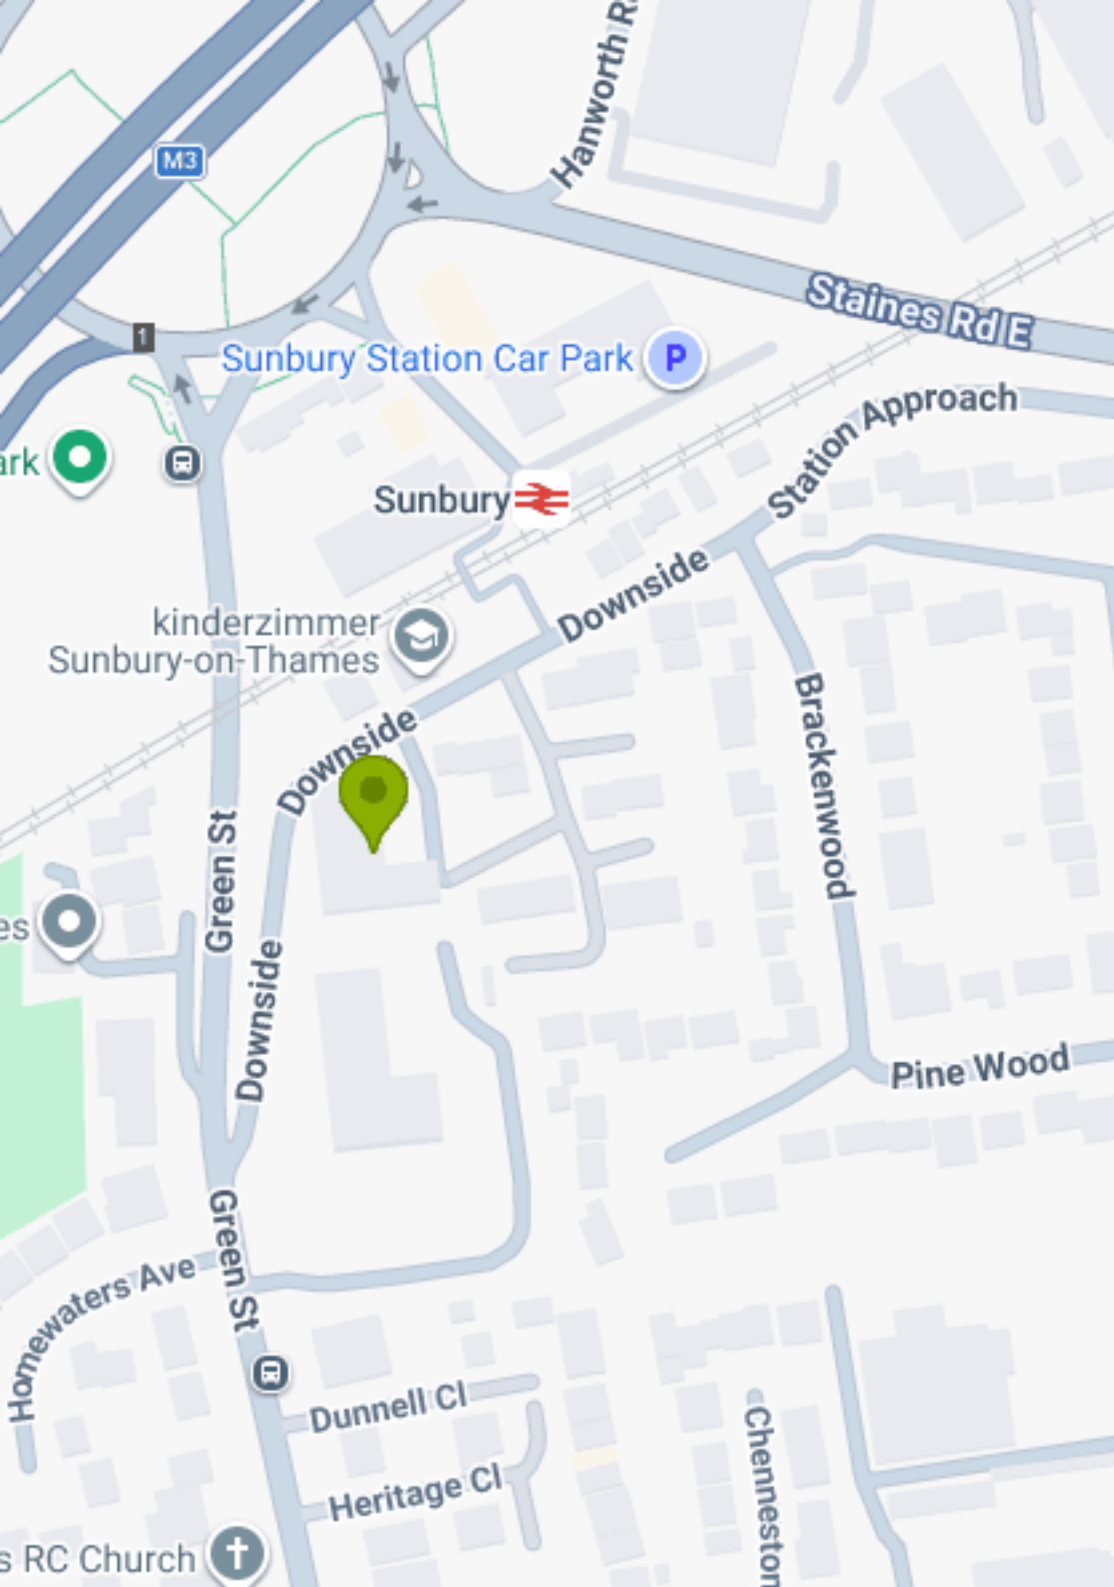 Hanworth R
M3
Staines Rd E
1
Sunbury Station Car Park
P
Station Approach
ark
Sunbury
Downside
kinderzimmer
Sunbury-on-Thames
Downside
Brackenwood
Green St
es
Downside
Pine Wood
Green St
Homewaters Ave
Dunnell Cl
Chenneston
Heritage Cl
s RC Church